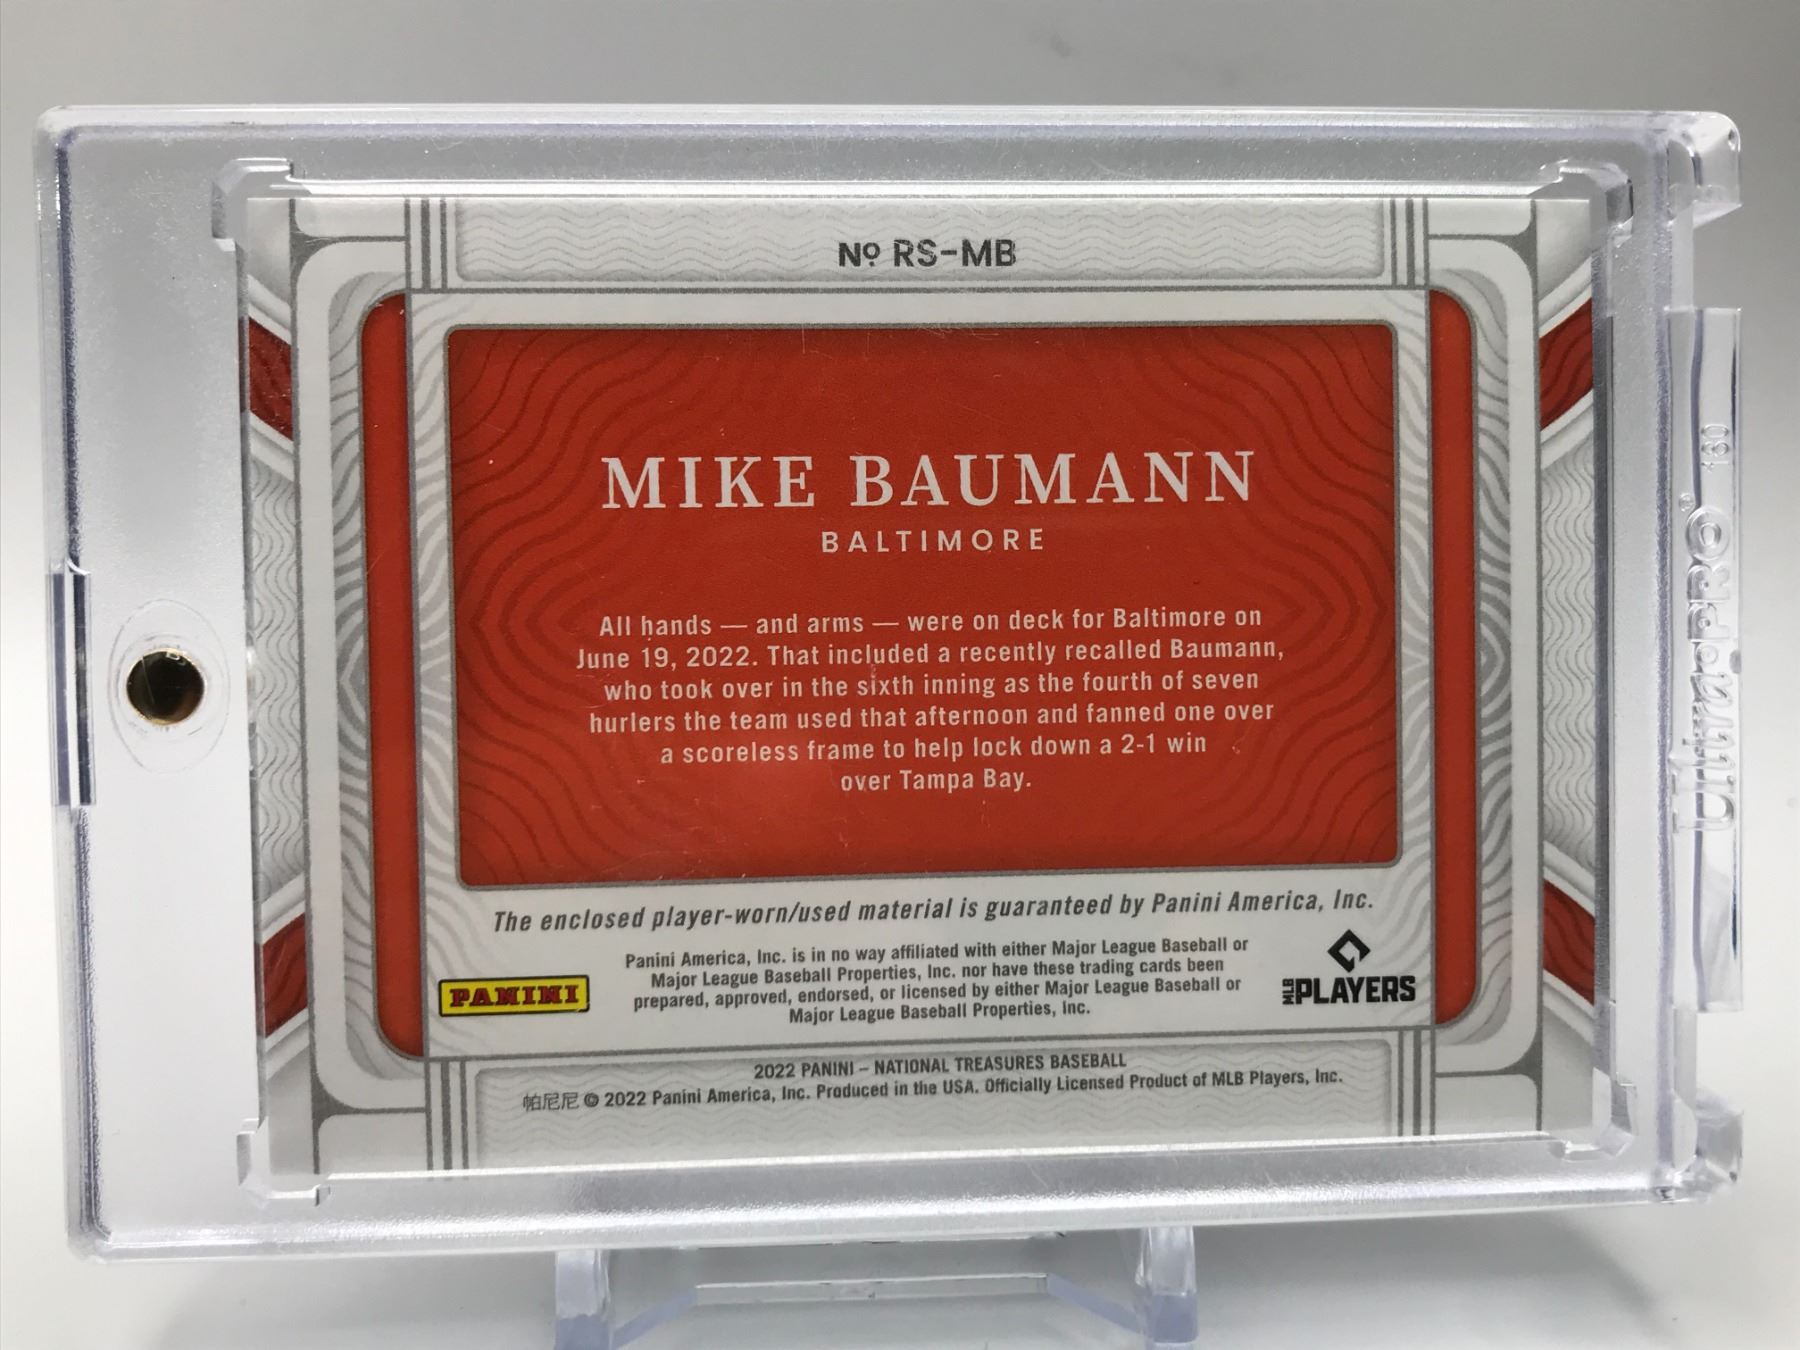 Nº RS-MB
MIKE BAUMANN
BALTIMORE
All hands — and arms — were on deck for Baltimore on
June 19, 2022. That included a recently recalled Baumann,
who took over in the sixth inning as the fourth of seven
hurlers the team used that afternoon and fanned one over
a scoreless frame to help lock down a 2-1 win
over Tampa Bay.
The enclosed player-worn/used material is guaranteed by Panini America, Inc.
Panini America, Inc. is in no way affiliated with either Major League Baseball or
Major League Baseball Properties, Inc. nor have these trading cards been
prepared, approved, endorsed, or licensed by either Major League Baseball or
Major League Baseball Properties, Inc.
PANINI
MLB PLAYERS
2022 PANINI – NATIONAL TREASURES BASEBALL
帕尼尼 © 2022 Panini America, Inc. Produced in the USA. Officially Licensed Product of MLB Players, Inc.
Ultra•PRO® 180